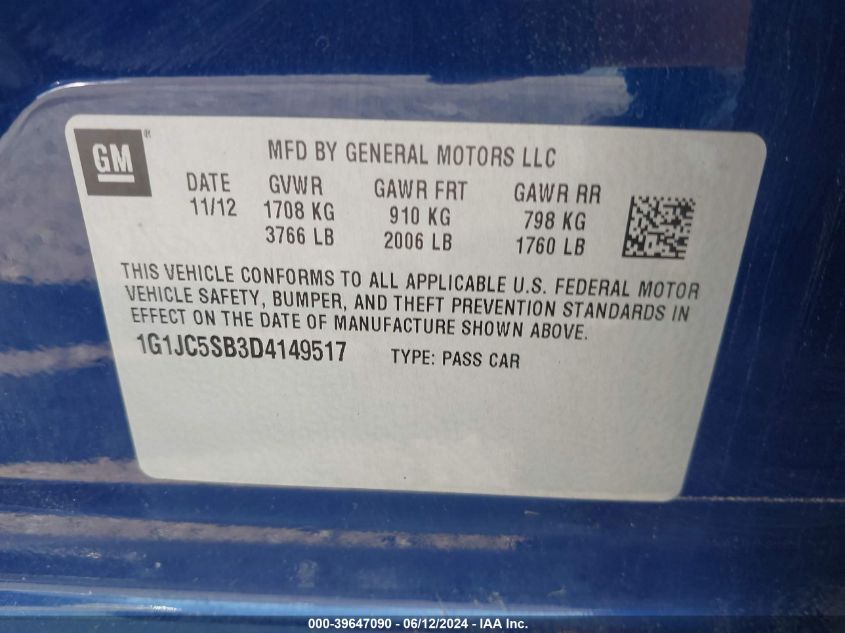 GM®
MFD BY GENERAL MOTORS LLC
DATE GVWR GAWR FRT GAWR RR
11/12 1708 KG 910 KG 798 KG
3766 LB 2006 LB 1760 LB
THIS VEHICLE CONFORMS TO ALL APPLICABLE U.S. FEDERAL MOTOR
VEHICLE SAFETY, BUMPER, AND THEFT PREVENTION STANDARDS IN
EFFECT ON THE DATE OF MANUFACTURE SHOWN ABOVE.
1G1JC5SB3D4149517 TYPE: PASS CAR
000-39647090 - 06/12/2024 - IAA Inc.